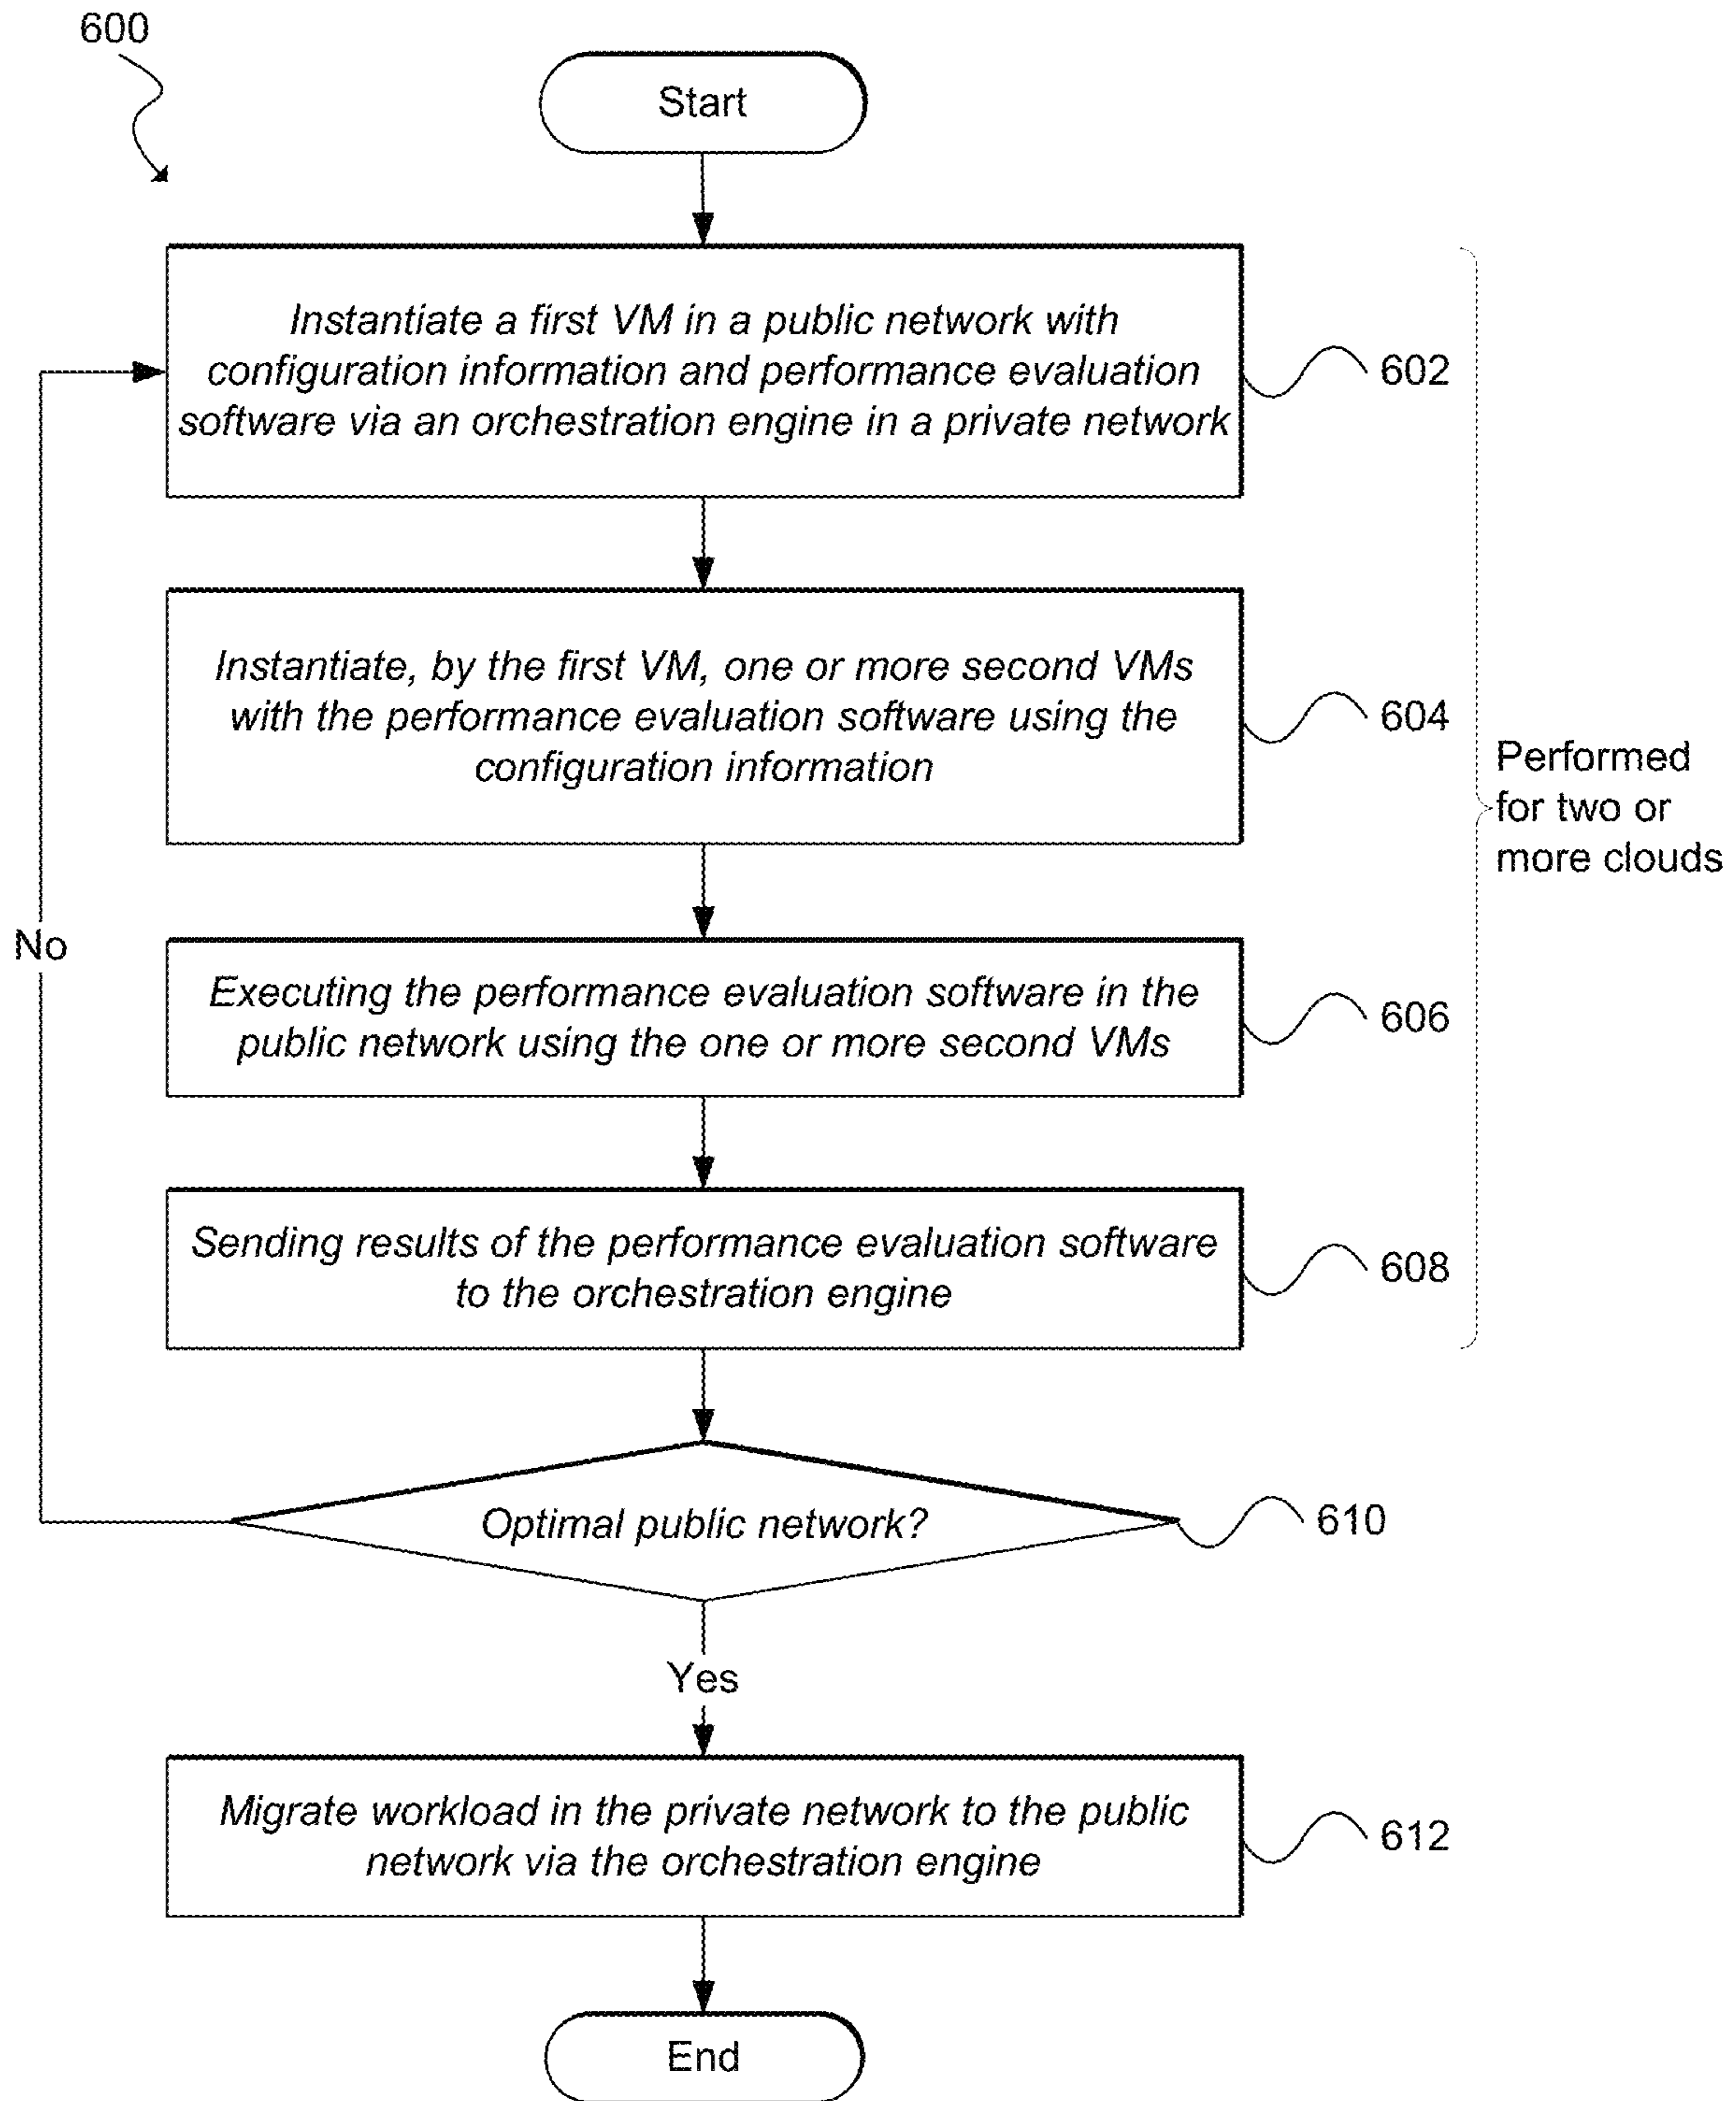 600
Start
Instantiate a first VM in a public network with
configuration information and performance evaluation
software via an orchestration engine in a private network
602
Instantiate, by the first VM, one or more second VMs
with the performance evaluation software using the
configuration information
604
Performed
for two or
more clouds
No
Executing the performance evaluation software in the
public network using the one or more second VMs
606
Sending results of the performance evaluation software
to the orchestration engine
608
Optimal public network?
610
Yes
Migrate workload in the private network to the public
network via the orchestration engine
612
End